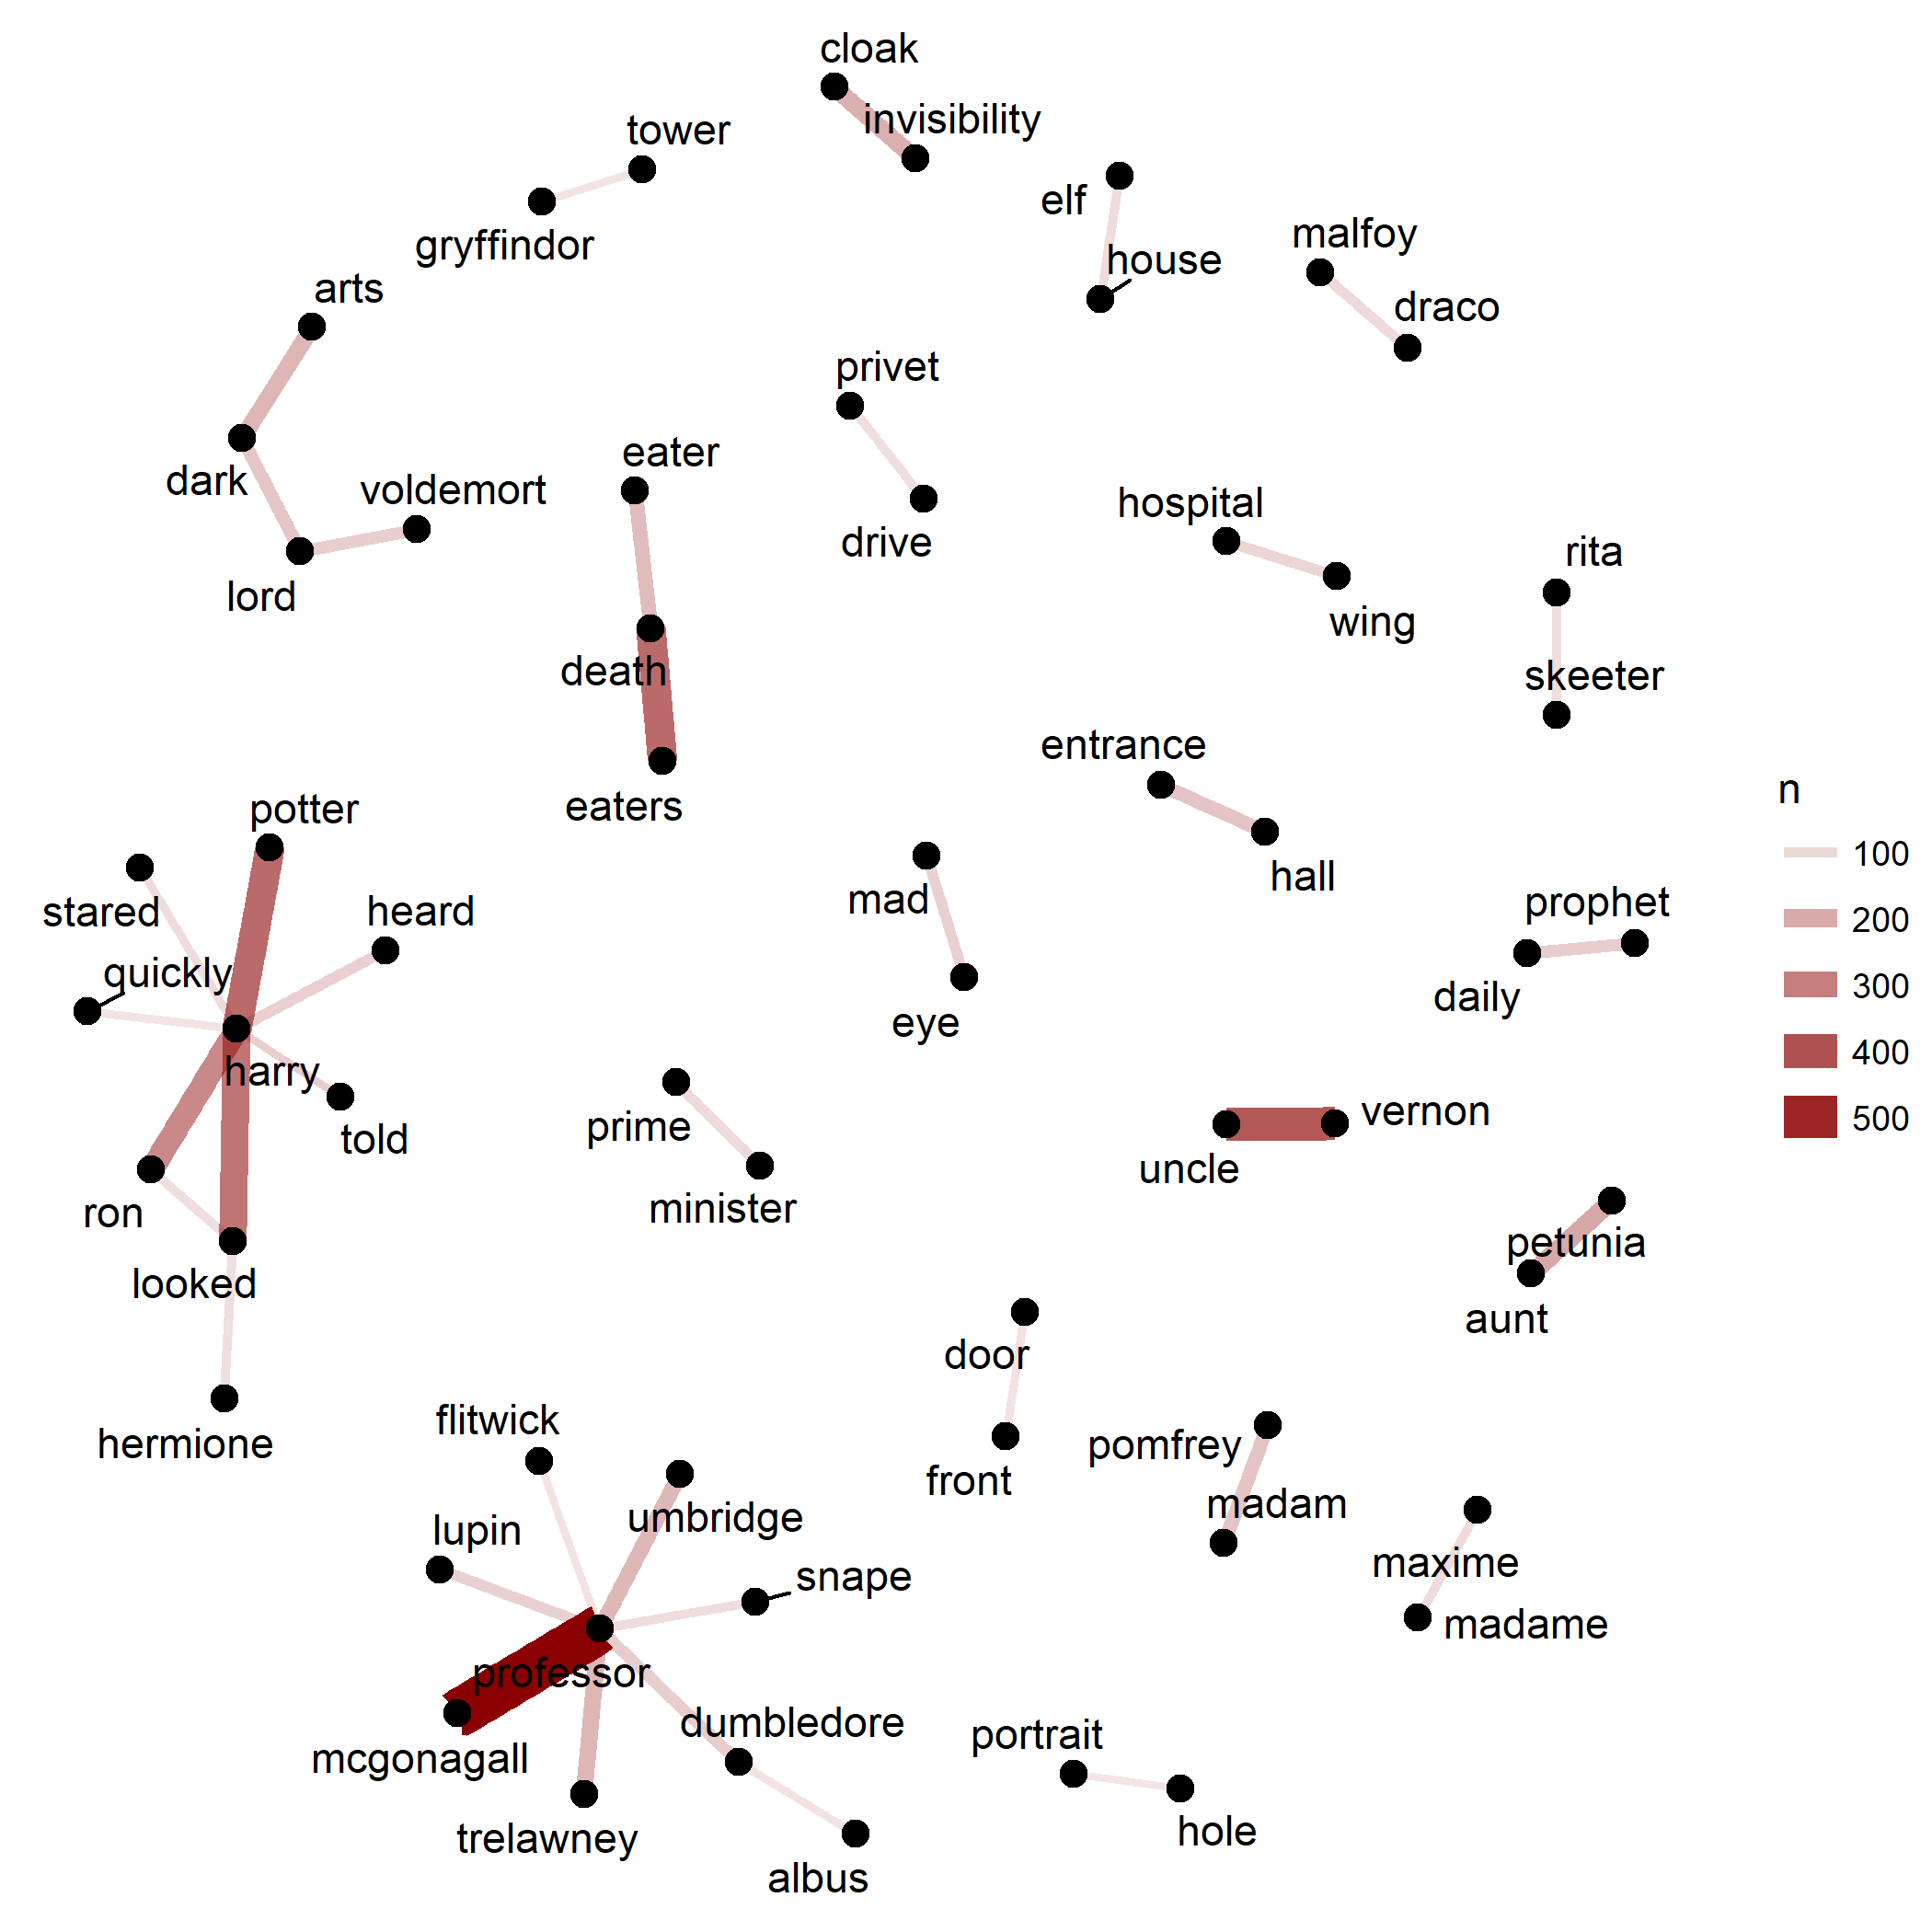 cloak
invisibility
tower
gryffindor
elf
house
malfoy
draco
arts
dark
voldemort
lord
privet
drive
eater
death
eaters
hospital
wing
rita
skeeter
entrance
hall
n
100
200
300
400
500
potter
stared
heard
quickly
harry
told
ron
looked
hermione
mad
eye
prophet
daily
prime
minister
uncle
vernon
petunia
aunt
door
front
pomfrey
madam
maxime
madame
flitwick
umbridge
lupin
snape
professor
mcgonagall
dumbledore
trelawney
albus
portrait
hole